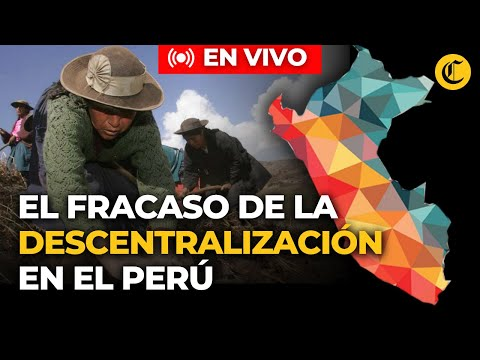 EN VIVO
C
EL FRACASO DE LA
DESCENTRALIZACIÓN
EN EL PERÚ